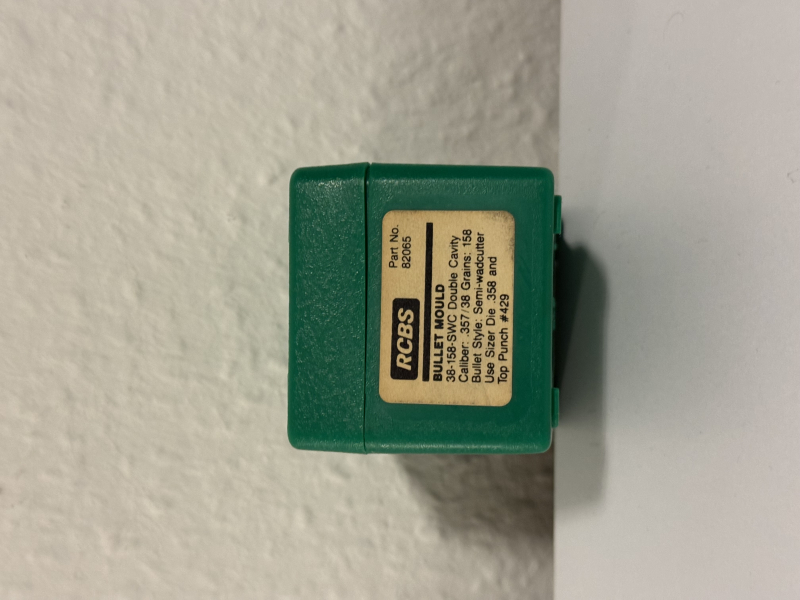 RCBS
Part No.
82065
BULLET MOULD
38-158-SWC Double Cavity
Caliber: .357/38 Grains: 158
Bullet Style: Semi-wadcutter
Use Sizer Die .358 and
Top Punch #429